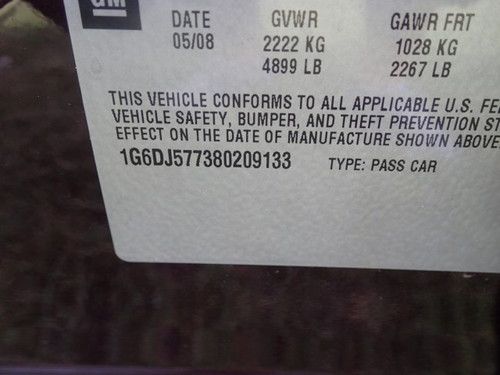 GM
DATE GVWR GAWR FRT
05/08 2222 KG 1028 KG
4899 LB 2267 LB
THIS VEHICLE CONFORMS TO ALL APPLICABLE U.S.
VEHICLE SAFETY, BUMPER, AND THEFT PREVENTION
EFFECT ON THE DATE OF MANUFACTURE SHOWN ABOVE
1G6DJ577380209133 TYPE: PASS CAR